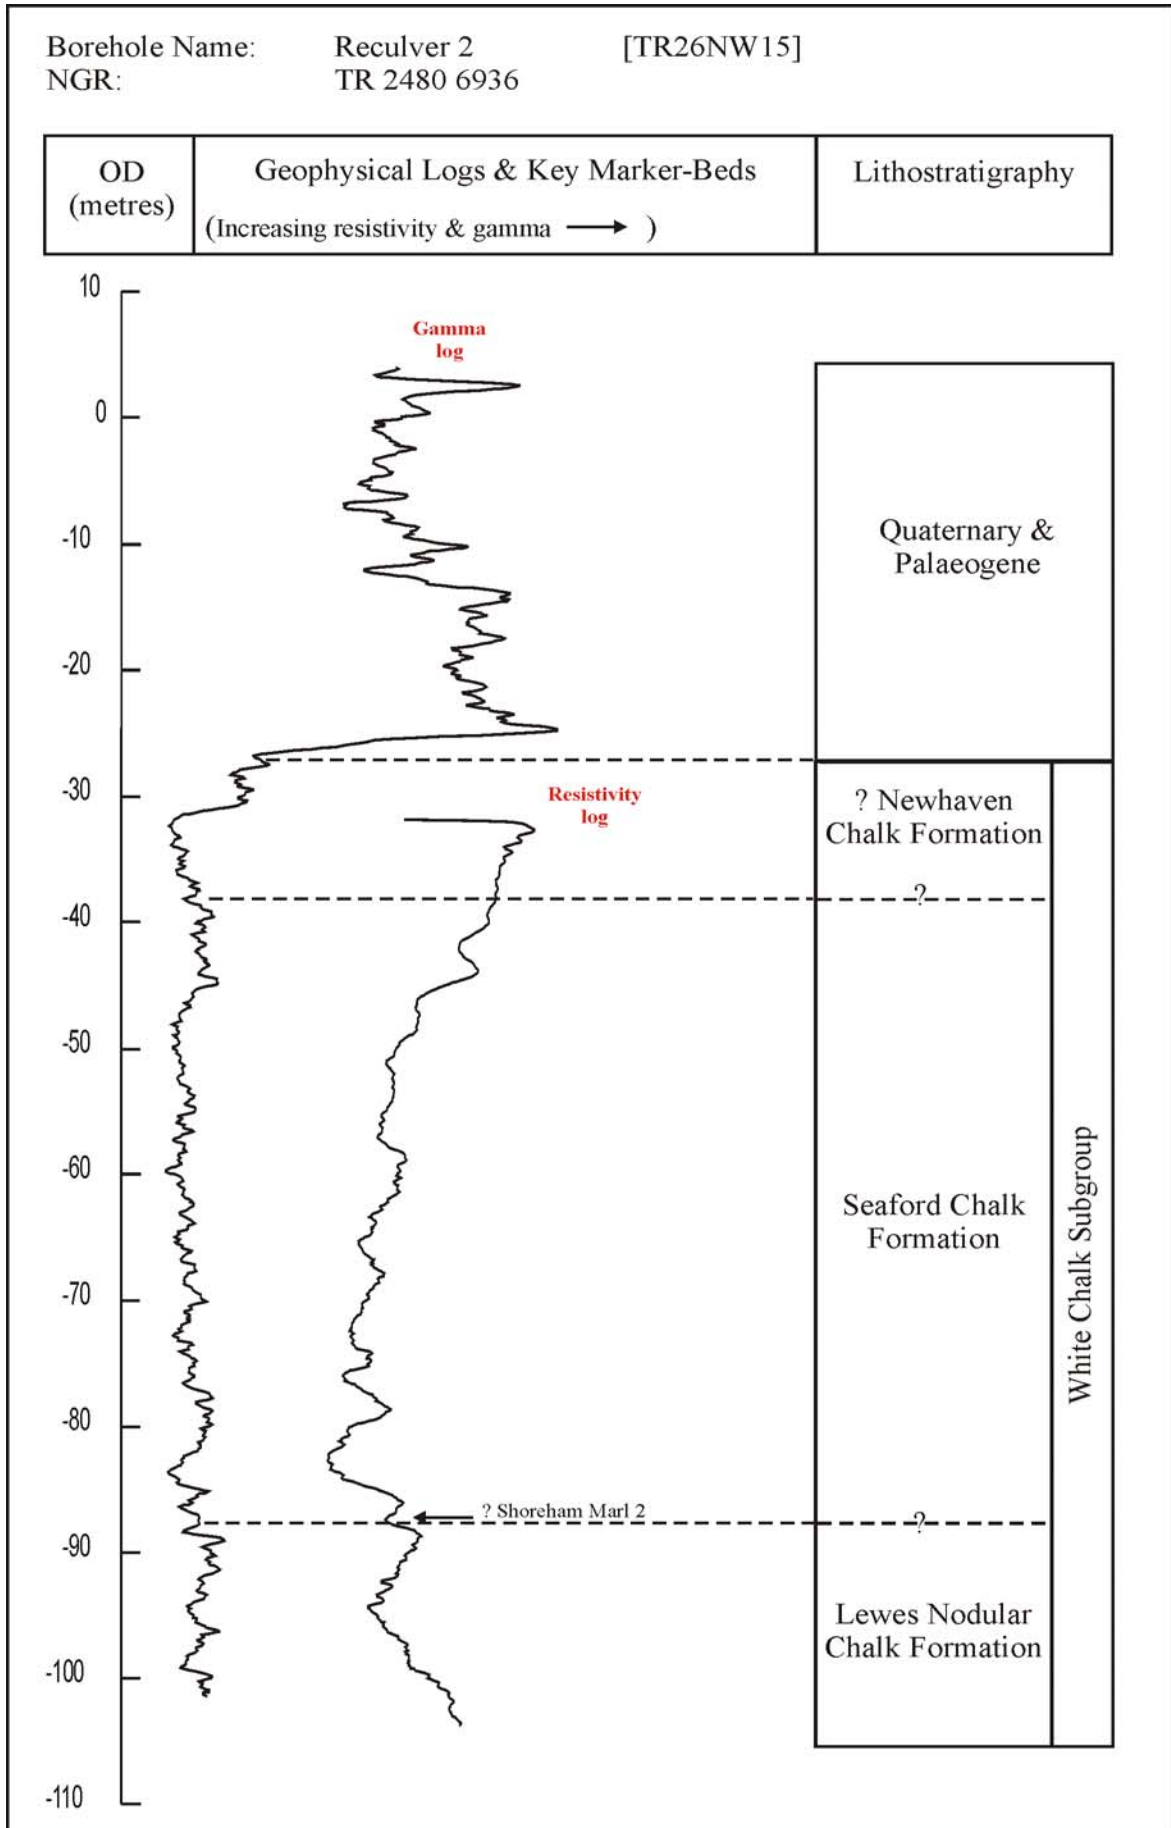 Borehole Name: Reculver 2 [TR26NW15]
NGR: TR 2480 6936
OD
(metres)
Geophysical Logs & Key Marker-Beds
(Increasing resistivity & gamma → )
Lithostratigraphy
10
Gamma
log
0
-10
Quaternary &
Palaeogene
-20
-30
Resistivity
log
? Newhaven
Chalk Formation
?
-40
-50
-60
Seaford Chalk
Formation
White Chalk Subgroup
-70
-80
? Shoreham Marl 2
?
-90
Lewes Nodular
Chalk Formation
-100
-110